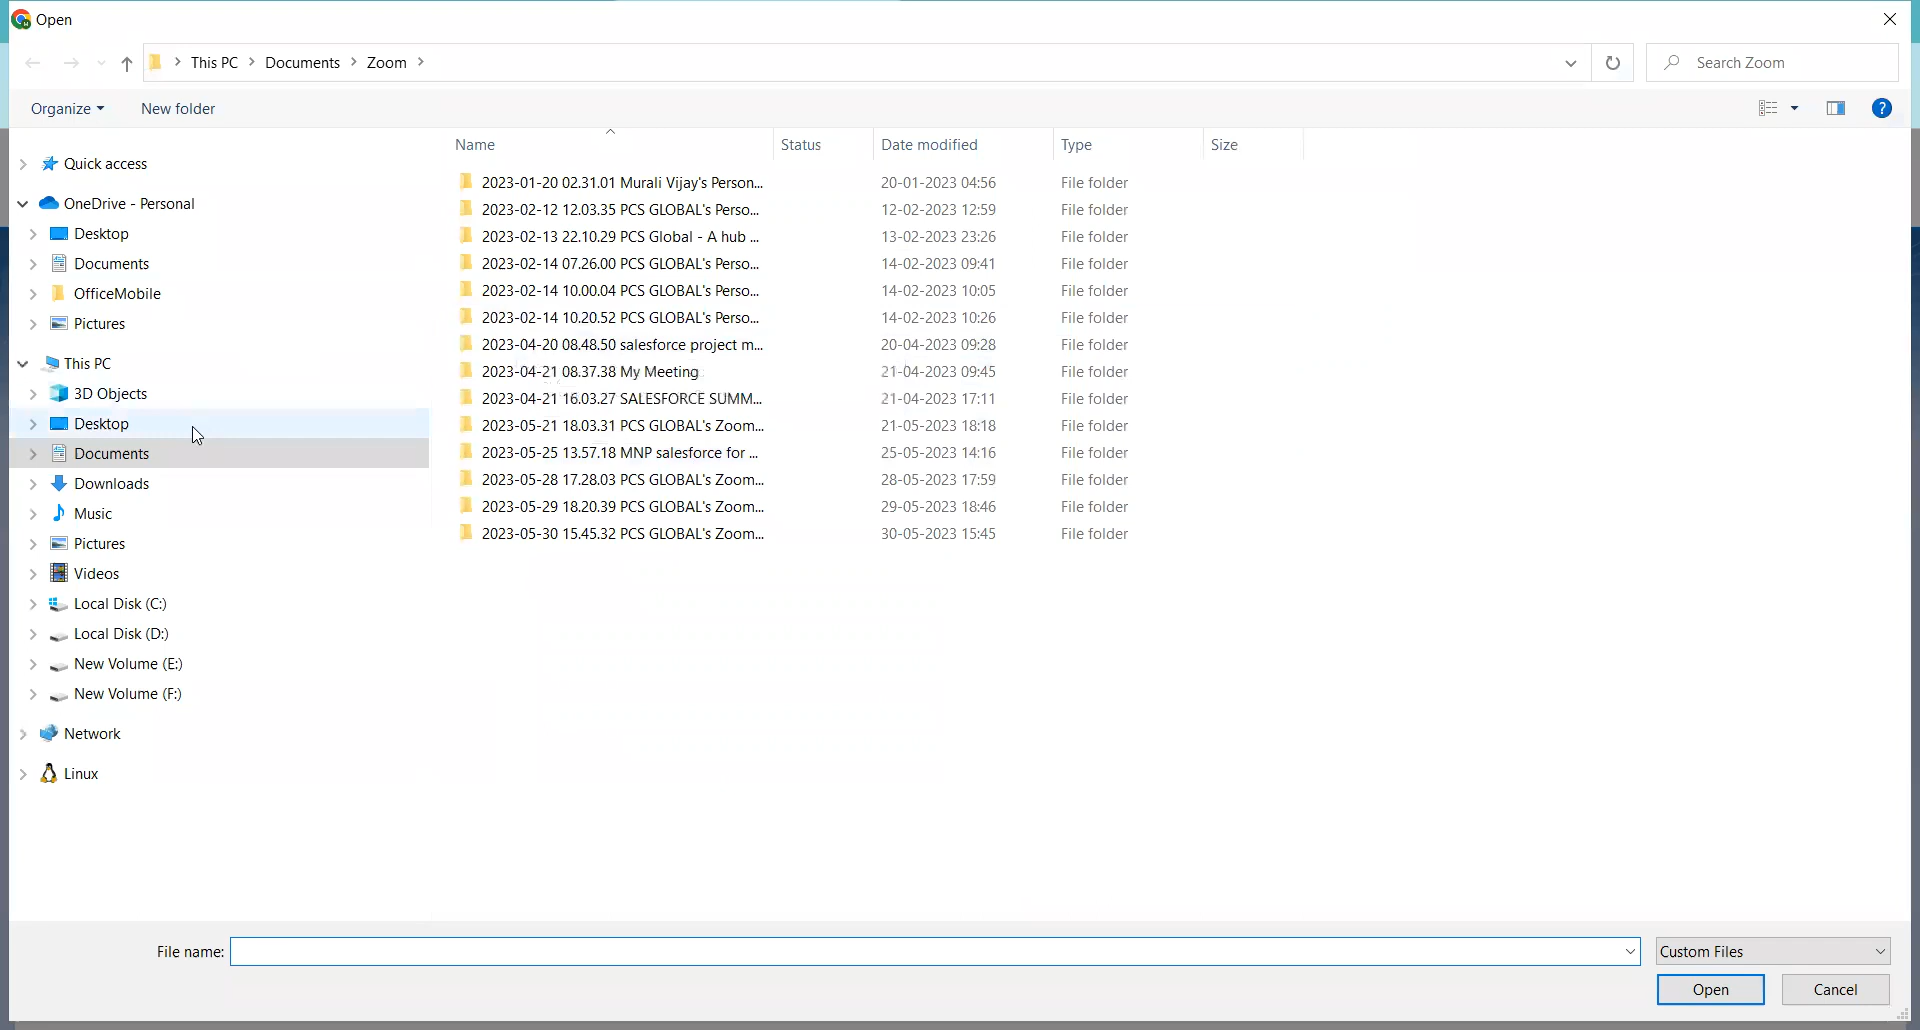 Open
This PC > Documents > Zoom >
Search Zoom
Organize
New folder
Name Status Date modified Type Size
Quick access
OneDrive - Personal
Desktop
Documents
OfficeMobile
Pictures
This PC
3D Objects
Desktop
Documents
Downloads
Music
Pictures
Videos
Local Disk (C:)
Local Disk (D:)
New Volume (E:)
New Volume (F:)
Network
Linux
2023-01-20 02.31.01 Murali Vijay's Person... 20-01-2023 04:56 File folder
2023-02-12 12.03.35 PCS GLOBAL's Perso... 12-02-2023 12:59 File folder
2023-02-13 22.10.29 PCS Global - A hub ... 13-02-2023 23:26 File folder
2023-02-14 07.26.00 PCS GLOBAL's Perso... 14-02-2023 09:41 File folder
2023-02-14 10.00.04 PCS GLOBAL's Perso... 14-02-2023 10:05 File folder
2023-02-14 10.20.52 PCS GLOBAL's Perso... 14-02-2023 10:26 File folder
2023-04-20 08.48.50 salesforce project m... 20-04-2023 09:28 File folder
2023-04-21 08.37.38 My Meeting 21-04-2023 09:45 File folder
2023-04-21 16.03.27 SALESFORCE SUMM... 21-04-2023 17:11 File folder
2023-05-21 18.03.31 PCS GLOBAL's Zoom... 21-05-2023 18:18 File folder
2023-05-25 13.57.18 MNP salesforce for ... 25-05-2023 14:16 File folder
2023-05-28 17.28.03 PCS GLOBAL's Zoom... 28-05-2023 17:59 File folder
2023-05-29 18.20.39 PCS GLOBAL's Zoom... 29-05-2023 18:46 File folder
2023-05-30 15.45.32 PCS GLOBAL's Zoom... 30-05-2023 15:45 File folder
File name:
Custom Files
Open
Cancel